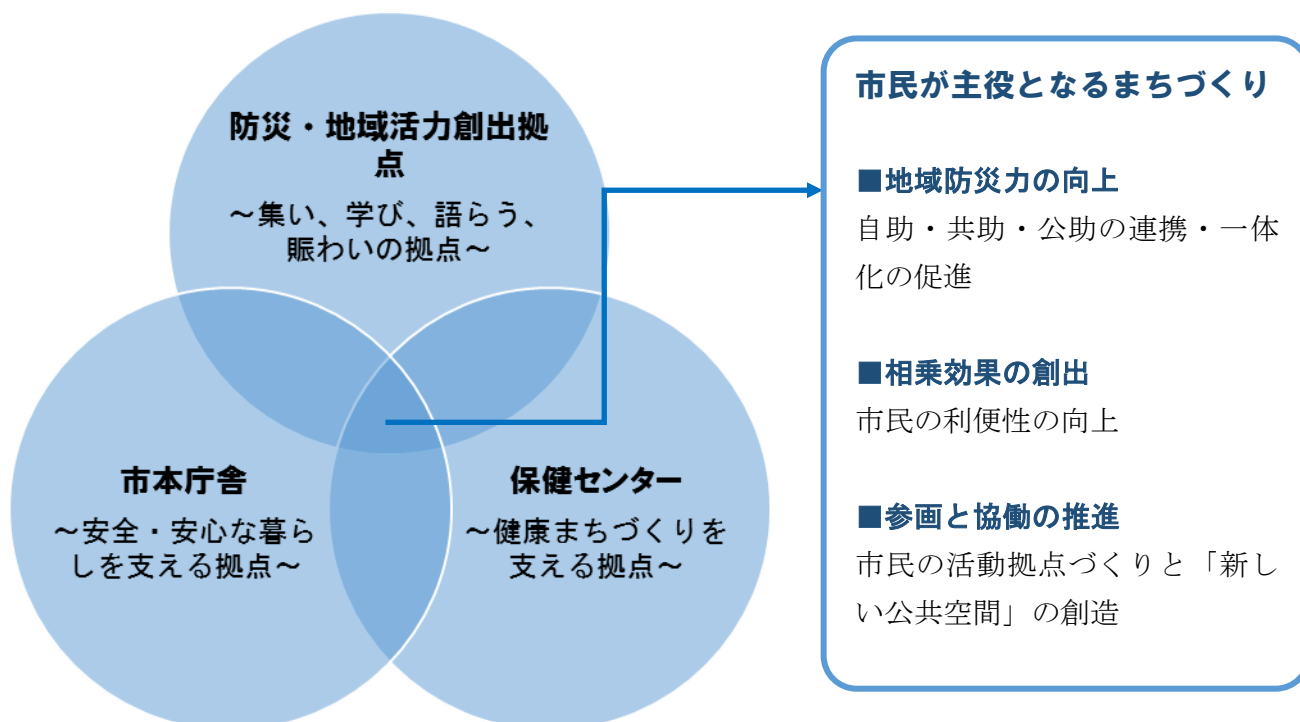 防災・地域活力創出拠
点
～集い、学び、語らう、
賑わいの拠点～
市本庁舎
～安全・安心な暮ら
しを支える拠点～
保健センター
～健康まちづくりを
支える拠点～
市民が主役となるまちづくり
■地域防災力の向上
自助・共助・公助の連携・一体
化の促進
■相乗効果の創出
市民の利便性の向上
■参画と協働の推進
市民の活動拠点づくりと「新し
い公共空間」の創造